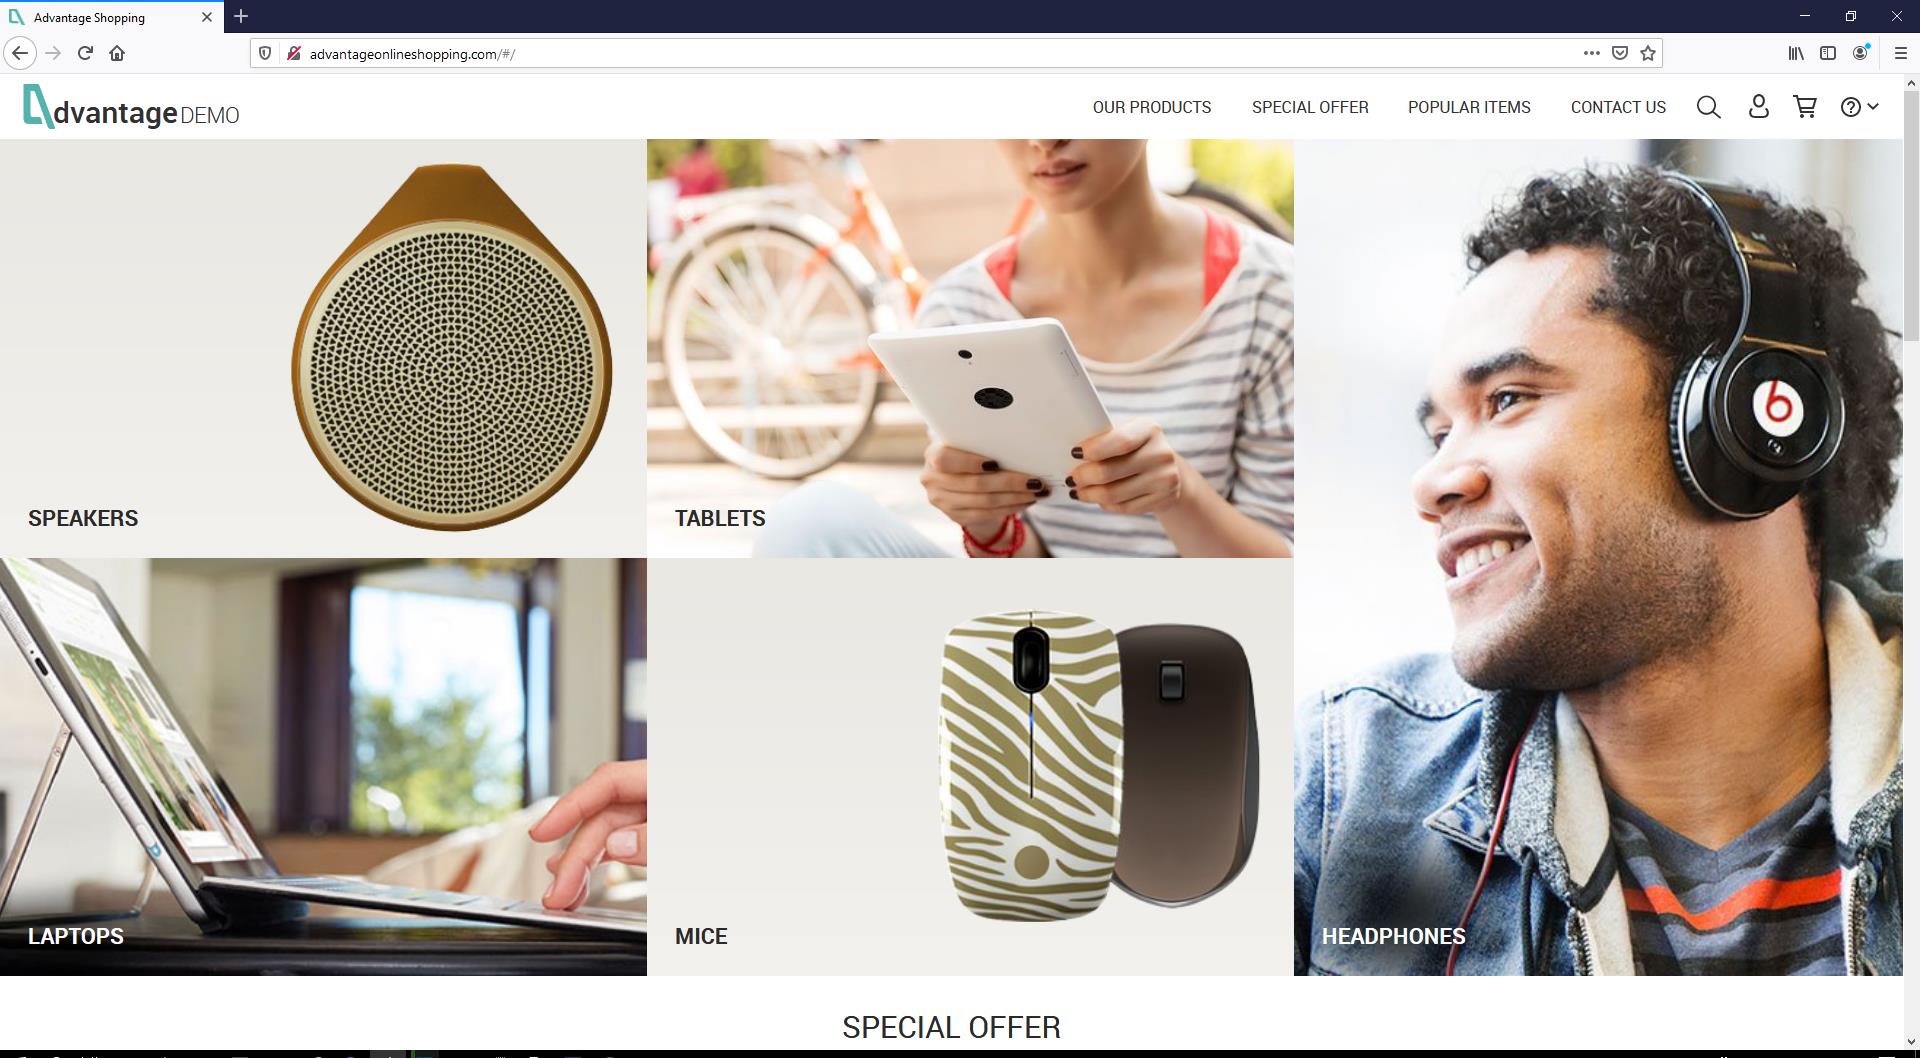 Advantage Shopping
advantageonlineshopping.com/#/
dvantage DEMO
OUR PRODUCTS
SPECIAL OFFER
POPULAR ITEMS
CONTACT US
SPEAKERS
TABLETS
LAPTOPS
MICE
HEADPHONES
SPECIAL OFFER